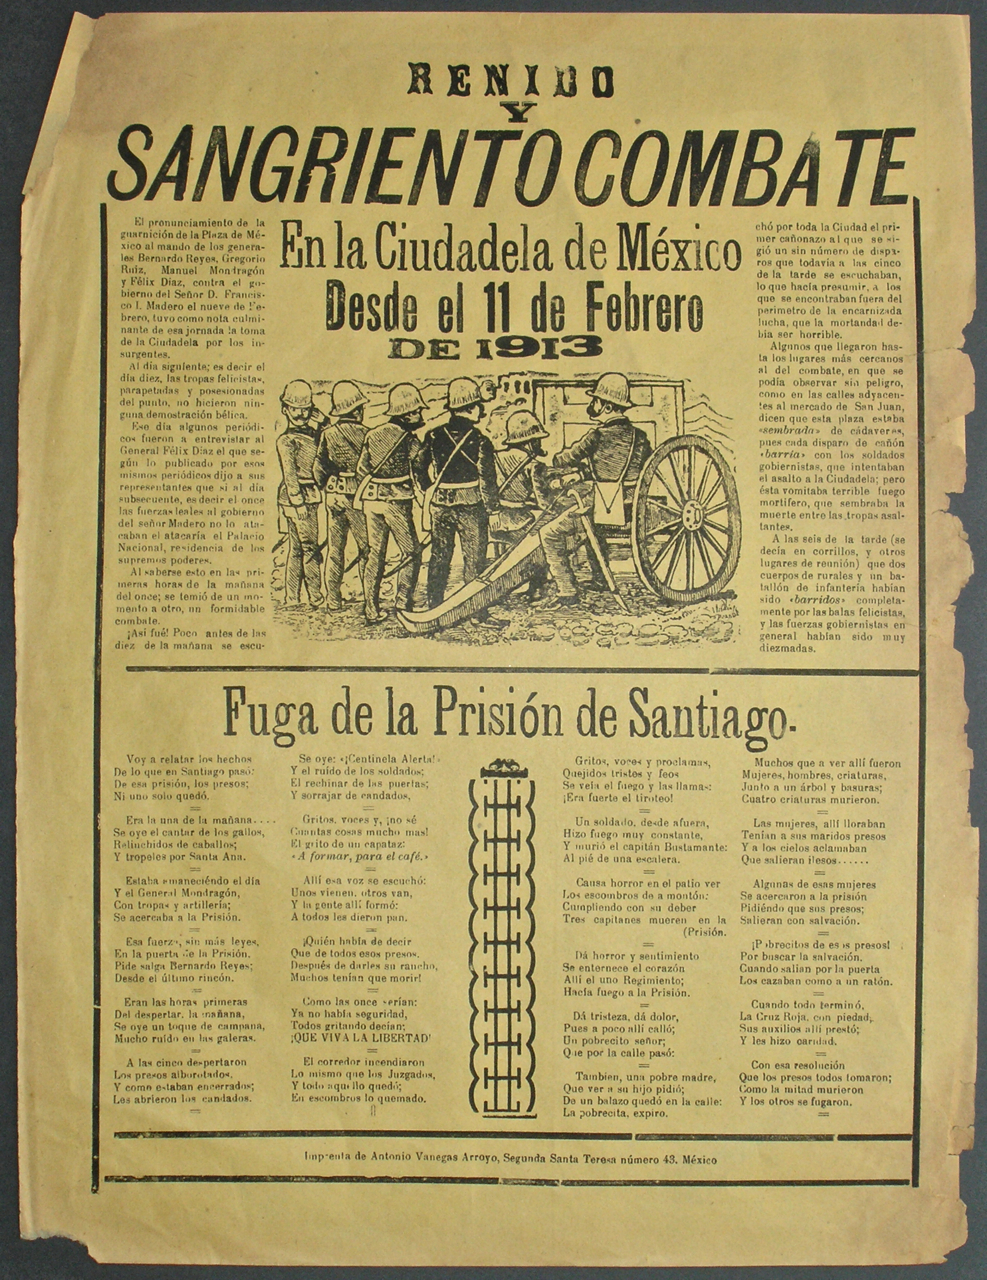 RENIDO
Y
SANGRIENTO COMBATE
En la Ciudadela de México
Desde el 11 de Febrero
DE 1913
El pronunciamiento de la
guarnición de la Plaza de Mé-
xico al mando de los genera-
les Bernardo Reyes, Gregorio
Ruiz, Manuel Mondragón
y Félix Díaz, contra el go-
bierno del Señor D. Francis-
co I. Madero el nueve de Fe-
brero, tuvo como nota culmi-
nante de esa jornada la toma
de la Ciudadela por los in-
surgentes.
Al día siguiente; es decir el
día diez, las tropas felicistas,
parapetadas y posesionadas
del punto, no hicieron nin-
guna demostración bélica.
Ese día algunos periódi-
cos fueron a entrevistar al
General Félix Díaz el que se-
gún lo publicado por esos
mismos periódicos dijo a sus
representantes que si al día
subsecuente, es decir el once
las fuerzas leales al gobierno
del señor Madero no lo ata-
caban el atacaría el Palacio
Nacional, residencia de los
supremos poderes.
Al saberse esto en las pri-
meras horas de la mañana
del once; se temió de un mo-
mento a otro, un formidable
combate.
¡Así fué! Poco antes de las
diez de la mañana se escu-
chó por toda la Ciudad el pri-
mer cañonazo al que se si-
gió un sin número de dispa-
ros que todavía a las cinco
de la tarde se escuchaban,
lo que hacía presumir, a los
que se encontraban fuera del
perímetro de la encarnizada
lucha, que la mortandad de-
bía ser horrible.
Algunos que llegaron has-
ta los lugares más cercanos
al del combate, en que se
podía observar sin peligro,
como en las calles adyacen-
tes al mercado de San Juan,
dicen que esta plaza estaba
«sembrada» de cadáveres,
pues cada disparo de cañón
«barría» con los soldados
gobiernistas, que intentaban
el asalto a la Ciudadela; pero
ésta vomitaba terrible fuego
mortífero, que sembraba la
muerte entre las tropas asal-
tantes.
A las seis de la tarde (se
decía en corrillos, y otros
lugares de reunión) que dos
cuerpos de rurales y un ba-
tallón de infantería habían
sido «barridos» completa-
mente por las balas felicistas,
y las fuerzas gobiernistas en
general habían sido muy
diezmadas.
Fuga de la Prisión de Santiago.
Voy a relatar los hechos
De lo que en Santiago pasó:
De esa prisión, los presos;
Ni uno solo quedó.
Era la una de la mañana....
Se oye el cantar de los gallos,
Relinchidos de caballos;
Y tropeles por Santa Ana.
Estaba emaneciéndo el día
Y el General Mondragón,
Con tropas y artillería;
Se acercaba a la Prisión.
Esa fuerza, sin más leyes,
En la puerta de la Prisión,
Pide salga Bernardo Reyes;
Desde el último rincón.
Eran las horas primeras
Del despertar, la mañana,
Se oye un toque de campana,
Mucho ruido en las galeras.
A las cinco despertaron
Los presos alborotados,
Y como estaban encerrados;
Les abrieron los candados.
Se oye: «¡Centinela Alerta!»
Y el ruido de los soldados;
El rechinar de las puertas;
Y sorrajar de candados,
Gritos, voces y, ¡no sé
Cuantas cosas mucho mas!
El grito de un capataz:
«A formar, para el café.»
Allí esa voz se escuchó:
Unos vienen, otros van,
Y la gente allí formó:
A todos les dieron pan.
¡Quién había de decir
Que de todos esos presos.
Después de darles su rancho,
Muchos tenían que morir!
Como las once serían:
Ya no había seguridad,
Todos gritando decían;
¡QUE VIVA LA LIBERTAD!
El corredor incendiaron
Lo mismo que los Juzgados,
Y todo aquello quedó;
En escombros lo quemado.
Gritos, voces y proclamas,
Quejidos tristes y feos
Se veía el fuego y las llamas:
¡Era fuerte el tiroteo!
Un soldado, desde afuera,
Hizo fuego muy constante,
Y murió el capitán Bustamante:
Al pié de una escalera.
Causa horror en el patio ver
Los escombros de a montón:
Cumpliendo con su deber
Tres capitanes mueren en la
(Prisión.
Dá horror y sentimiento
Se enternece el corazón
Allí el uno Regimiento;
Hacía fuego a la Prisión.
Dá tristeza, dá dolor,
Pues a poco allí calló;
Un pobrecito señor;
Que por la calle pasó:
Tambien, una pobre madre,
Que ver a su hijo pidió;
De un balazo quedó en la calle:
La pobrecita, expiro.
Muchos que a ver allí fueron
Mujeres, hombres, criaturas,
Junto a un árbol y basuras;
Cuatro criaturas murieron.
Las mujeres, allí lloraban
Tenían a sus maridos presos
Y a los cielos aclamaban
Que salieran ilesos......
Algunas de esas mujeres
Se acercaron a la prisión
Pidiéndo que sus presos;
Salieran con salvación.
¡Pobrecitos de esos presos!
Por buscar la salvación.
Cuando salían por la puerta
Los cazaban como a un ratón.
Cuando todo terminó,
La Cruz Roja, con piedad,
Sus auxilios allí prestó;
Y les hizo caridad.
Con esa resolución
Que los presos todos tomaron;
Como la mitad murieron
Y los otros se fugaron.
Imprenta de Antonio Vanegas Arroyo, Segunda Santa Teresa número 43. México